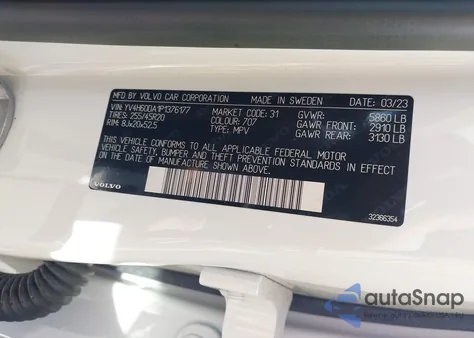 MFD. BY VOLVO CAR CORPORATION MADE IN SWEDEN DATE: 03/23
VIN: YV4H60DA1P1376177 MARKET CODE: 31 GVWR: 5860 LB
TIRES: 255/45R20 COLOUR: 707 GAWR FRONT: 2910 LB
RIM: 8Jx20x52,5 TYPE: MPV GAWR REAR: 3130 LB
THIS VEHICLE CONFORMS TO ALL APPLICABLE FEDERAL MOTOR
VEHICLE SAFETY, BUMPER AND THEFT PREVENTION STANDARDS IN EFFECT ON THE
DATE OF MANUFACTURE SHOWN ABOVE.
VOLVO
32366354
autoSnap